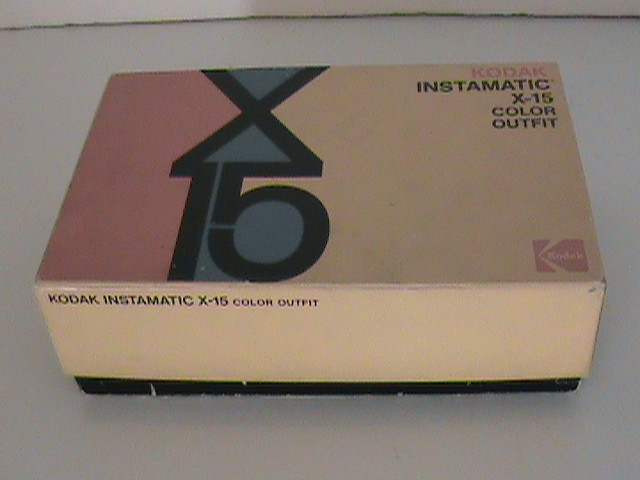 KODAK
INSTAMATIC
X-15
COLOR
OUTFIT
X
15
Kodak
KODAK INSTAMATIC X-15 COLOR OUTFIT